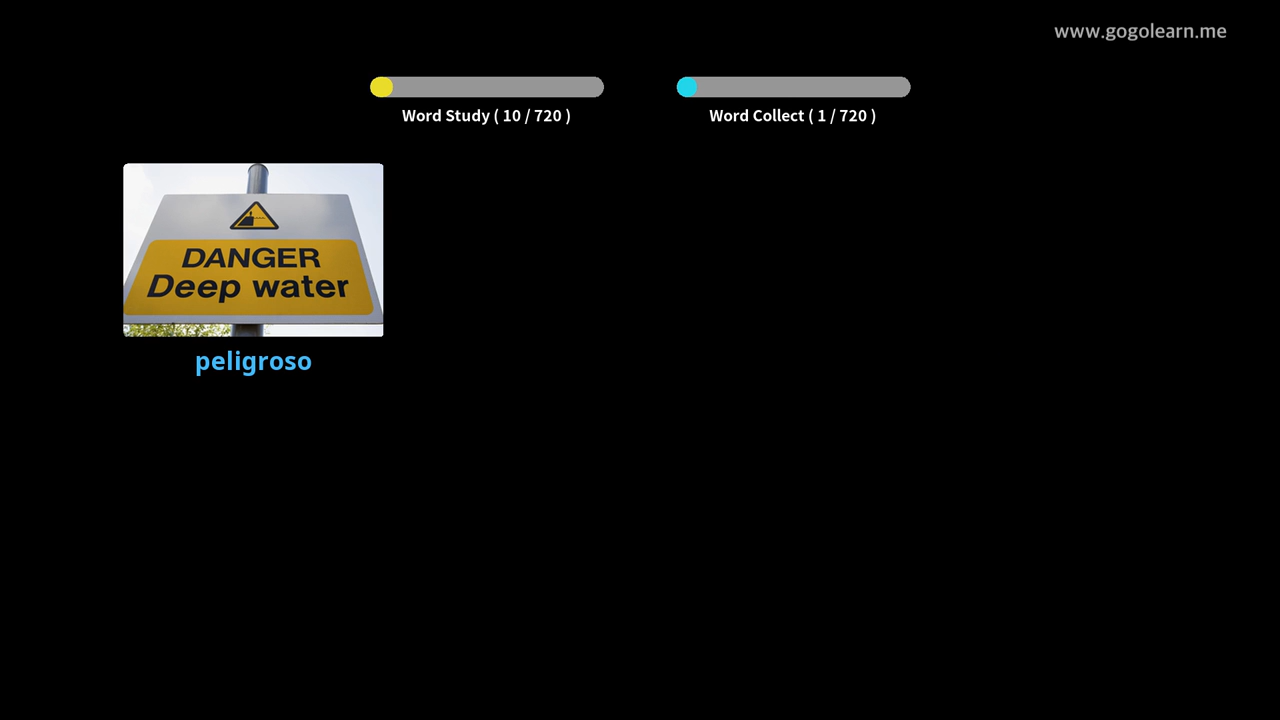 www.gogolearn.me
Word Study ( 10 / 720 )
Word Collect ( 1 / 720 )
DANGER
Deep water
peligroso